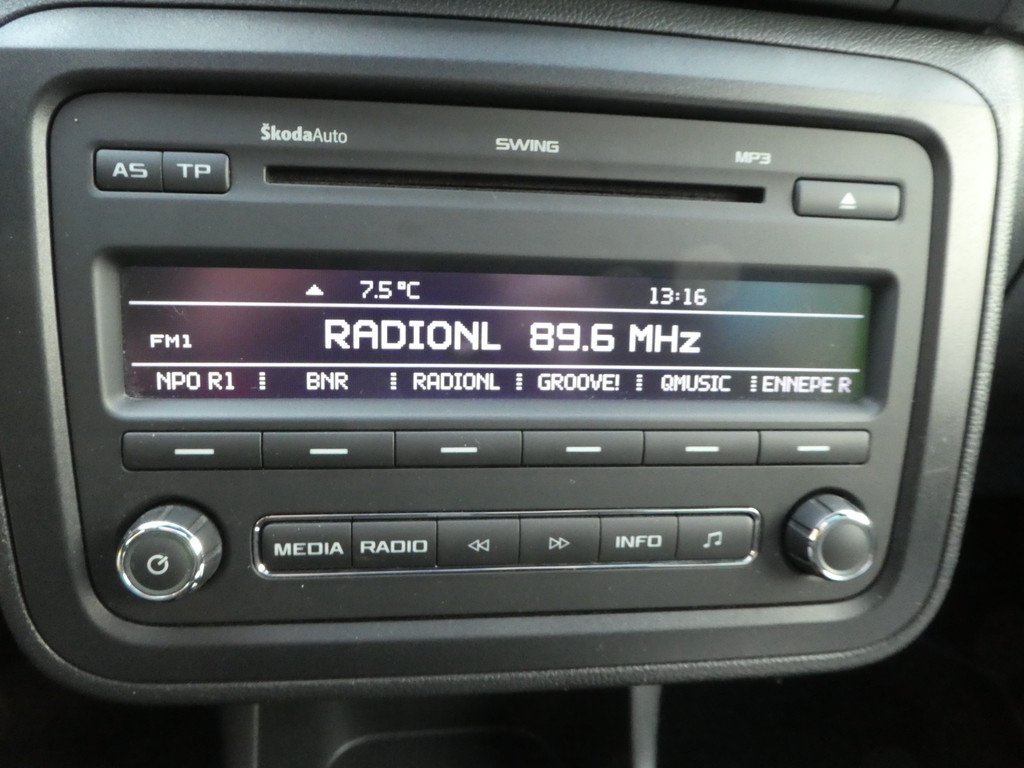 ŠkodaAuto SWING MP3
AS TP
7.5°C 13:16
FM1 RADIONL 89.6 MHz
NPO R1 BNR RADIONL GROOVE! QMUSIC ENNEPE R
MEDIA RADIO INFO